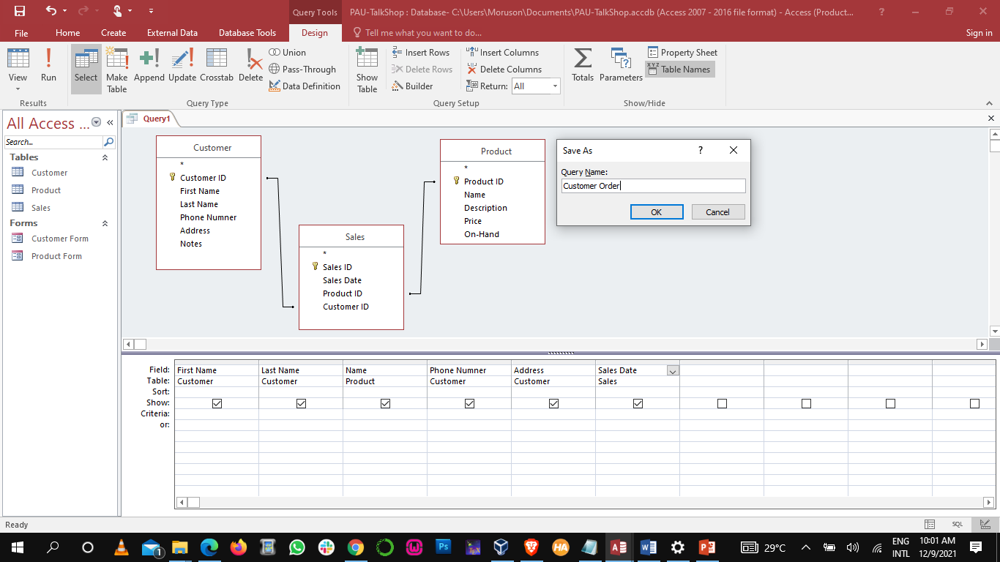 Query Tools
PAU-TalkShop : Database- C:\Users\Moruson\Documents\PAU-TalkShop.accdb (Access 2007 - 2016 file format) - Access (Product...
?
File
Home
Create
External Data
Database Tools
Design
Tell me what you want to do...
Sign in
View
Run
Select
Make
Table
Append
Update
Crosstab
Delete
Union
Pass-Through
Data Definition
Show
Table
Insert Rows
Delete Rows
Builder
Insert Columns
Delete Columns
Return: All
Totals
Parameters
Property Sheet
XYZ Table Names
Results
Query Type
Query Setup
Show/Hide
All Access ...
Search...
Tables
Customer
Product
Sales
Forms
Customer Form
Product Form
Query1
Customer
*
Customer ID
First Name
Last Name
Phone Numner
Address
Notes
Sales
*
Sales ID
Sales Date
Product ID
Customer ID
Product
*
Product ID
Name
Description
Price
On-Hand
Save As
?
Query Name:
Customer Order
OK
Cancel
Field: First Name Last Name Name Phone Numner Address Sales Date
Table: Customer Customer Product Customer Customer Sales
Sort:
Show:
Criteria:
or:
Ready
SQL
1
Ps
HA
A
W
P
29°C
ENG
INTL
10:01 AM
12/9/2021